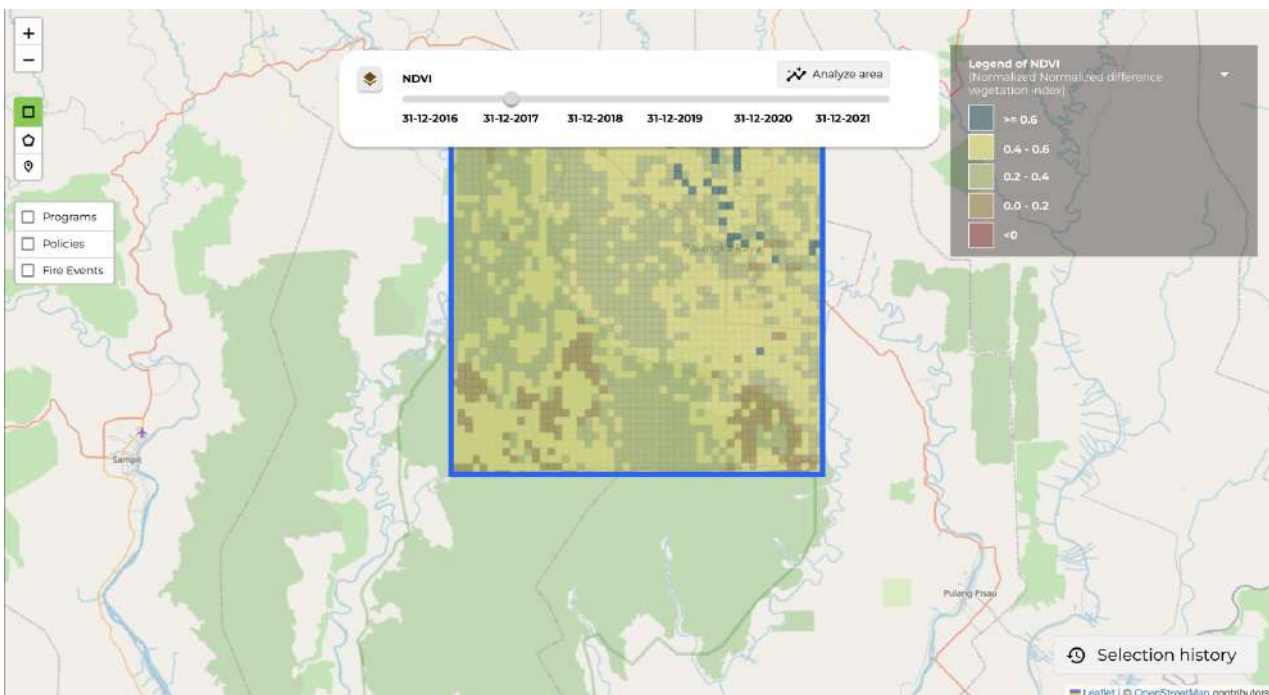 +
−
NDVI
Analyze area
31-12-2016 31-12-2017 31-12-2018 31-12-2019 31-12-2020 31-12-2021
Legend of NDVI
(Normalized Normalized difference
vegetation index)
>= 0.6
0.4 - 0.6
0.2 - 0.4
0.0 - 0.2
<0
Programs
Policies
Fire Events
Palangka Raya
Sampit
Pulang Pisau
Selection history
Leaflet | © OpenStreetMap contributors